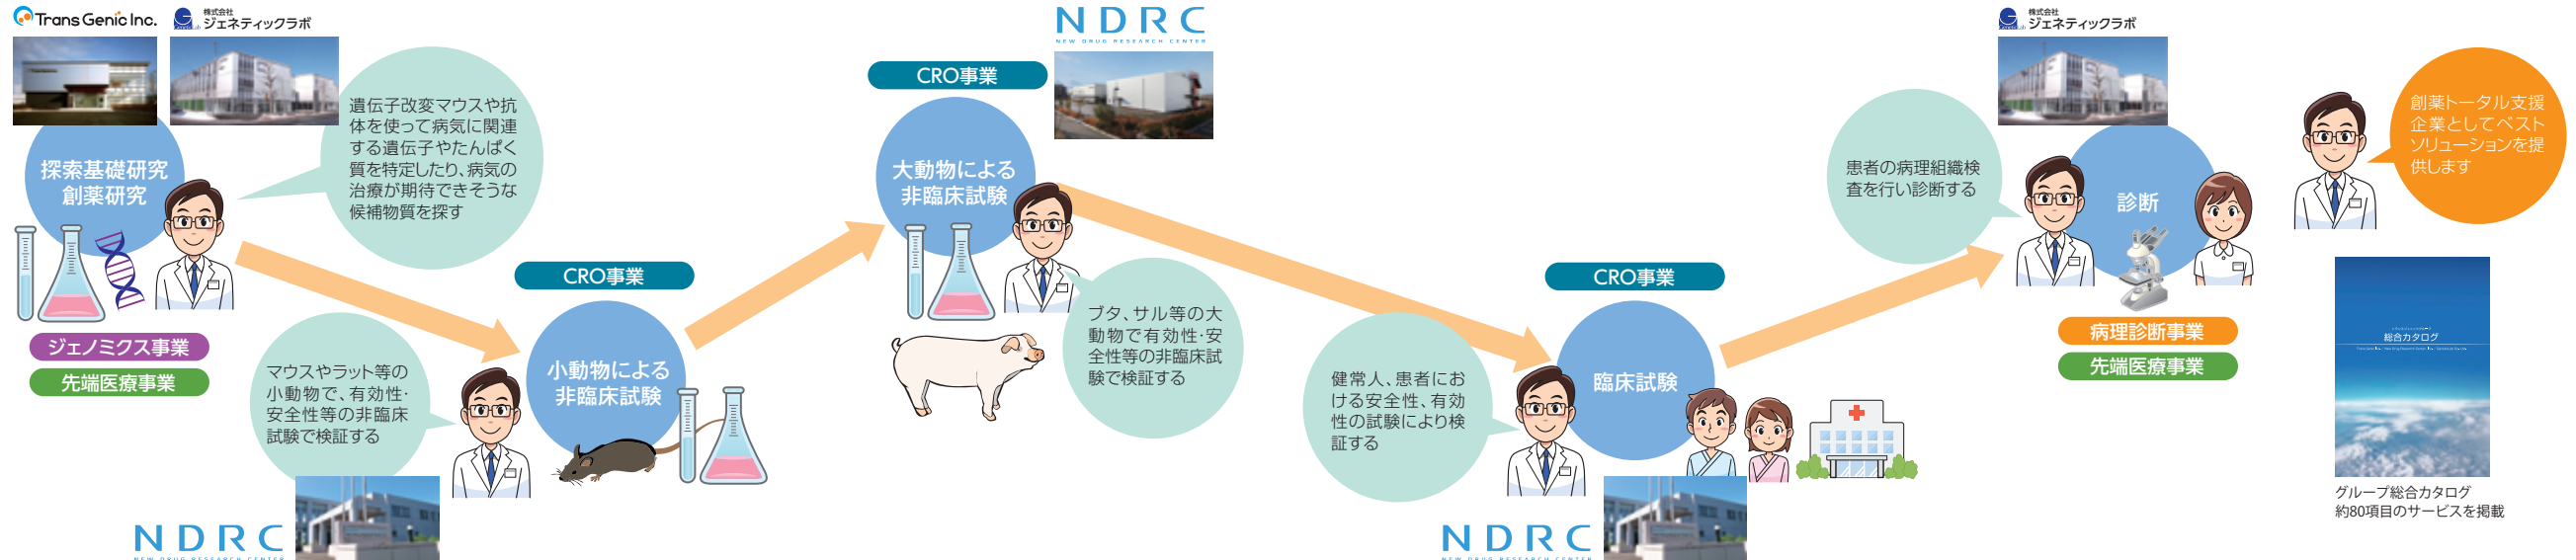 Trans Genic Inc.
株式会社
ジェネティックラボ
遺伝子改変マウスや抗
体を使って病気に関連
する遺伝子やたんぱく
質を特定したり、病気の
治療が期待できそうな
候補物質を探す
探索基礎研究
創薬研究
ジェノミクス事業
先端医療事業
CRO事業
小動物による
非臨床試験
マウスやラット等の
小動物で、有効性・
安全性等の非臨床
試験で検証する
NDRC
NEW DRUG RESEARCH CENTER
NDRC
NEW DRUG RESEARCH CENTER
CRO事業
大動物による
非臨床試験
ブタ、サル等の大
動物で有効性・安
全性等の非臨床試
験で検証する
CRO事業
臨床試験
健常人、患者にお
ける安全性、有効
性の試験により検
証する
NDRC
NEW DRUG RESEARCH CENTER
株式会社
ジェネティックラボ
患者の病理組織検
査を行い診断する
診断
病理診断事業
先端医療事業
創薬トータル支援
企業としてベスト
ソリューションを提
供します
総合カタログ
グループ総合カタログ
約80項目のサービスを掲載